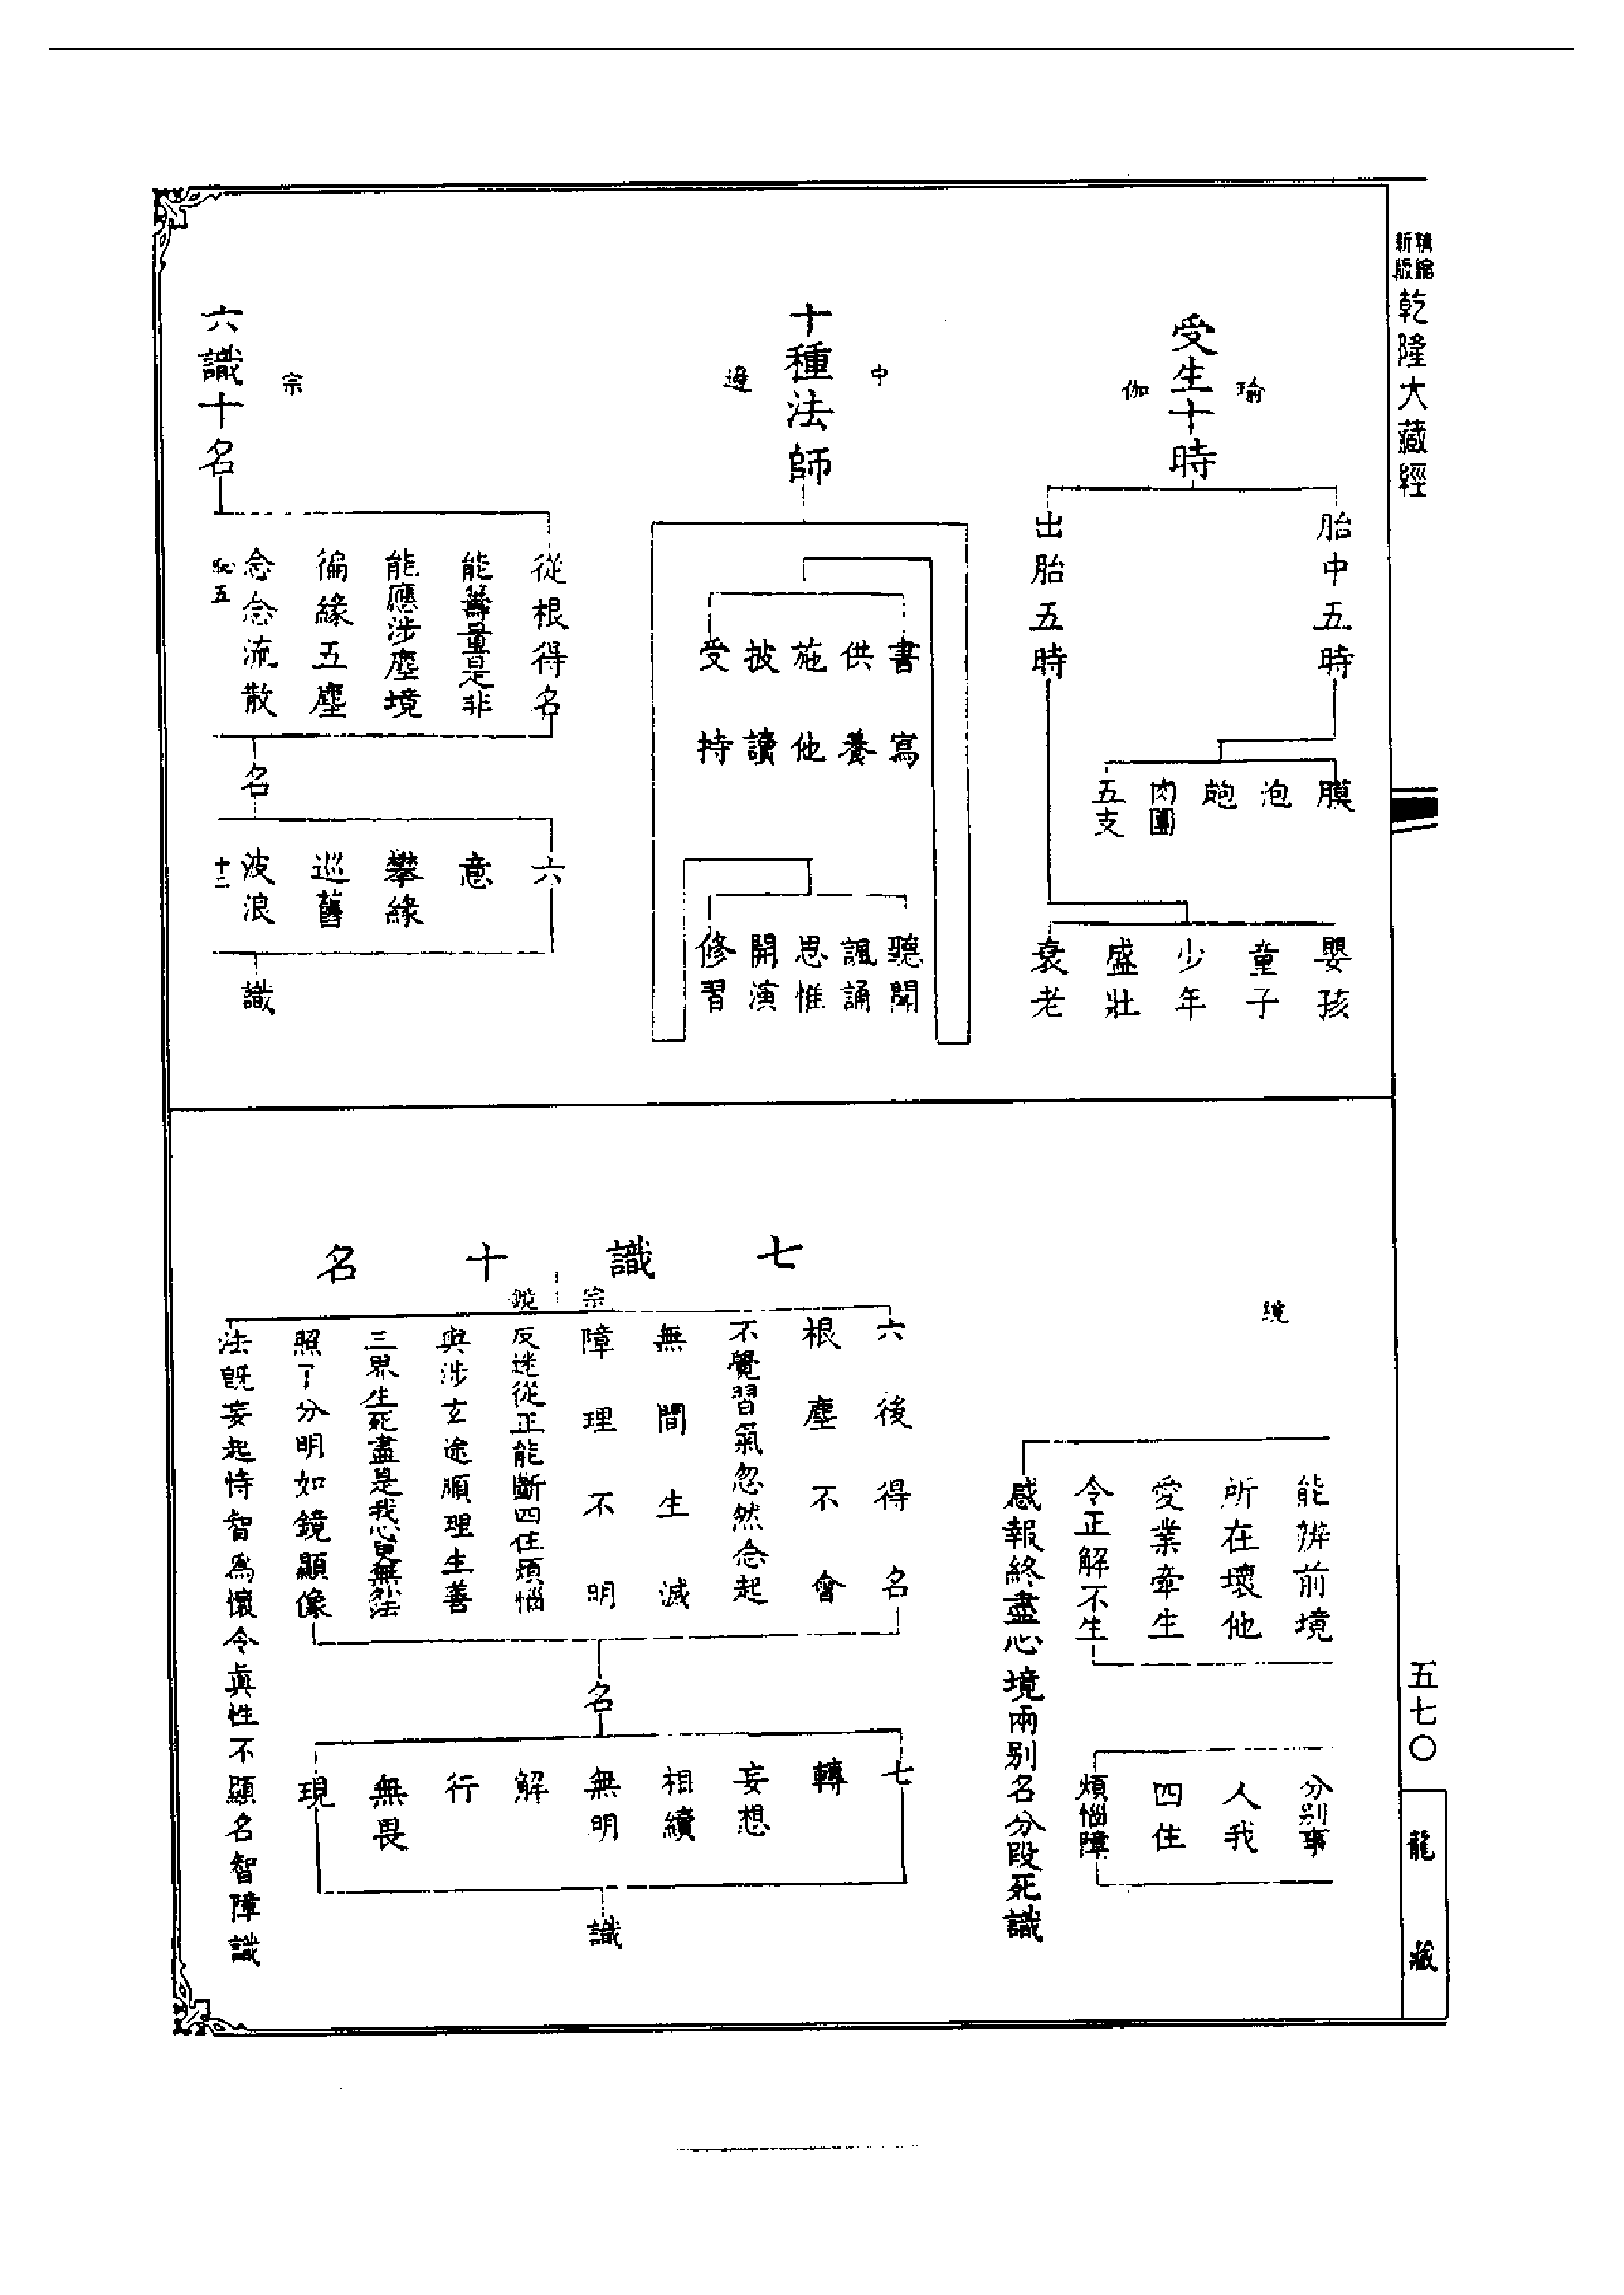 新編
縮版
乾隆大藏經
受生十時
瑜
伽
胎中五時
膜
泡
皰
肉團
五支
出胎五時
嬰孩
童子
少年
盛壯
衰老
十種法師
中
邊
書寫
供養
施他
披讀
受持
聽聞
諷誦
思惟
開演
修習
六識十名
宗
從根得名
能籌量是非
能應涉塵境
徧緣五塵
念念流散
五
名
六
意
攀緣
巡舊
波浪
十二
識
鏡
能辨前境
所在壞他
愛業牽生
令正解不生
感報終盡心境兩別名分段死識
分別事
人我
四住
煩惱障
七識十名
宗
鏡
六後得名
根塵不會
不覺習氣忽然念起
無間生滅
障理不明
反迷從正能斷四住煩惱
與涉玄途順理生善
三界生死盡是我心更無外法
照了分明如鏡顯像
法既妄起恃智為懷令真性不顯名智障識
名
七
轉
妄想
相續
無明
解
行
無畏
現
識
五七〇
龍藏